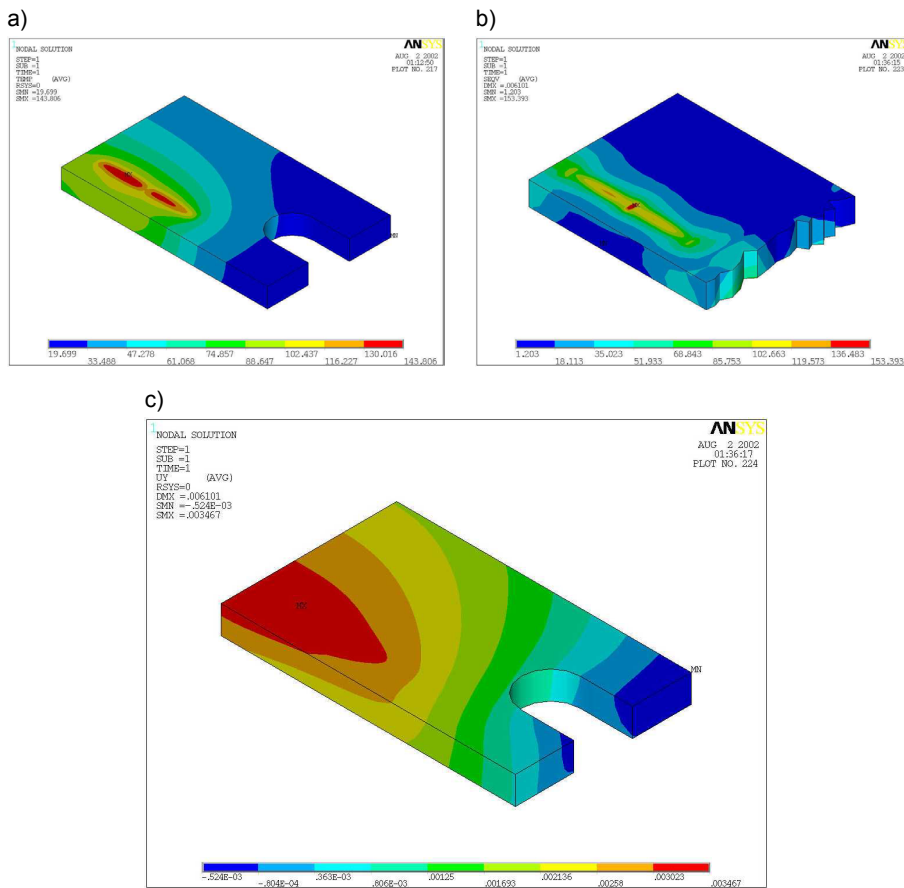 a)
1
NODAL SOLUTION
STEP=1
SUB =1
TIME=1
TEMP (AVG)
RSYS=0
SMN =19.699
SMX =143.806
ANSYS
AUG 2 2002
01:12:50
PLOT NO. 217
MX
MN
19.699 47.278 74.857 102.437 130.016
33.488 61.068 88.647 116.227 143.806
b)
1
NODAL SOLUTION
STEP=1
SUB =1
TIME=1
SEQV (AVG)
DMX =.006101
SMN =1.203
SMX =153.393
ANSYS
AUG 2 2002
01:36:15
PLOT NO. 223
1.203 35.023 68.843 102.663 136.483
18.113 51.933 85.753 119.573 153.393
c)
1
NODAL SOLUTION
STEP=1
SUB =1
TIME=1
UY (AVG)
RSYS=0
DMX =.006101
SMN =-.524E-03
SMX =.003467
ANSYS
AUG 2 2002
01:36:17
PLOT NO. 224
MX
MN
-.524E-03 .363E-03 .00125 .002136 .003023
-.804E-04 .806E-03 .001693 .00258 .003467